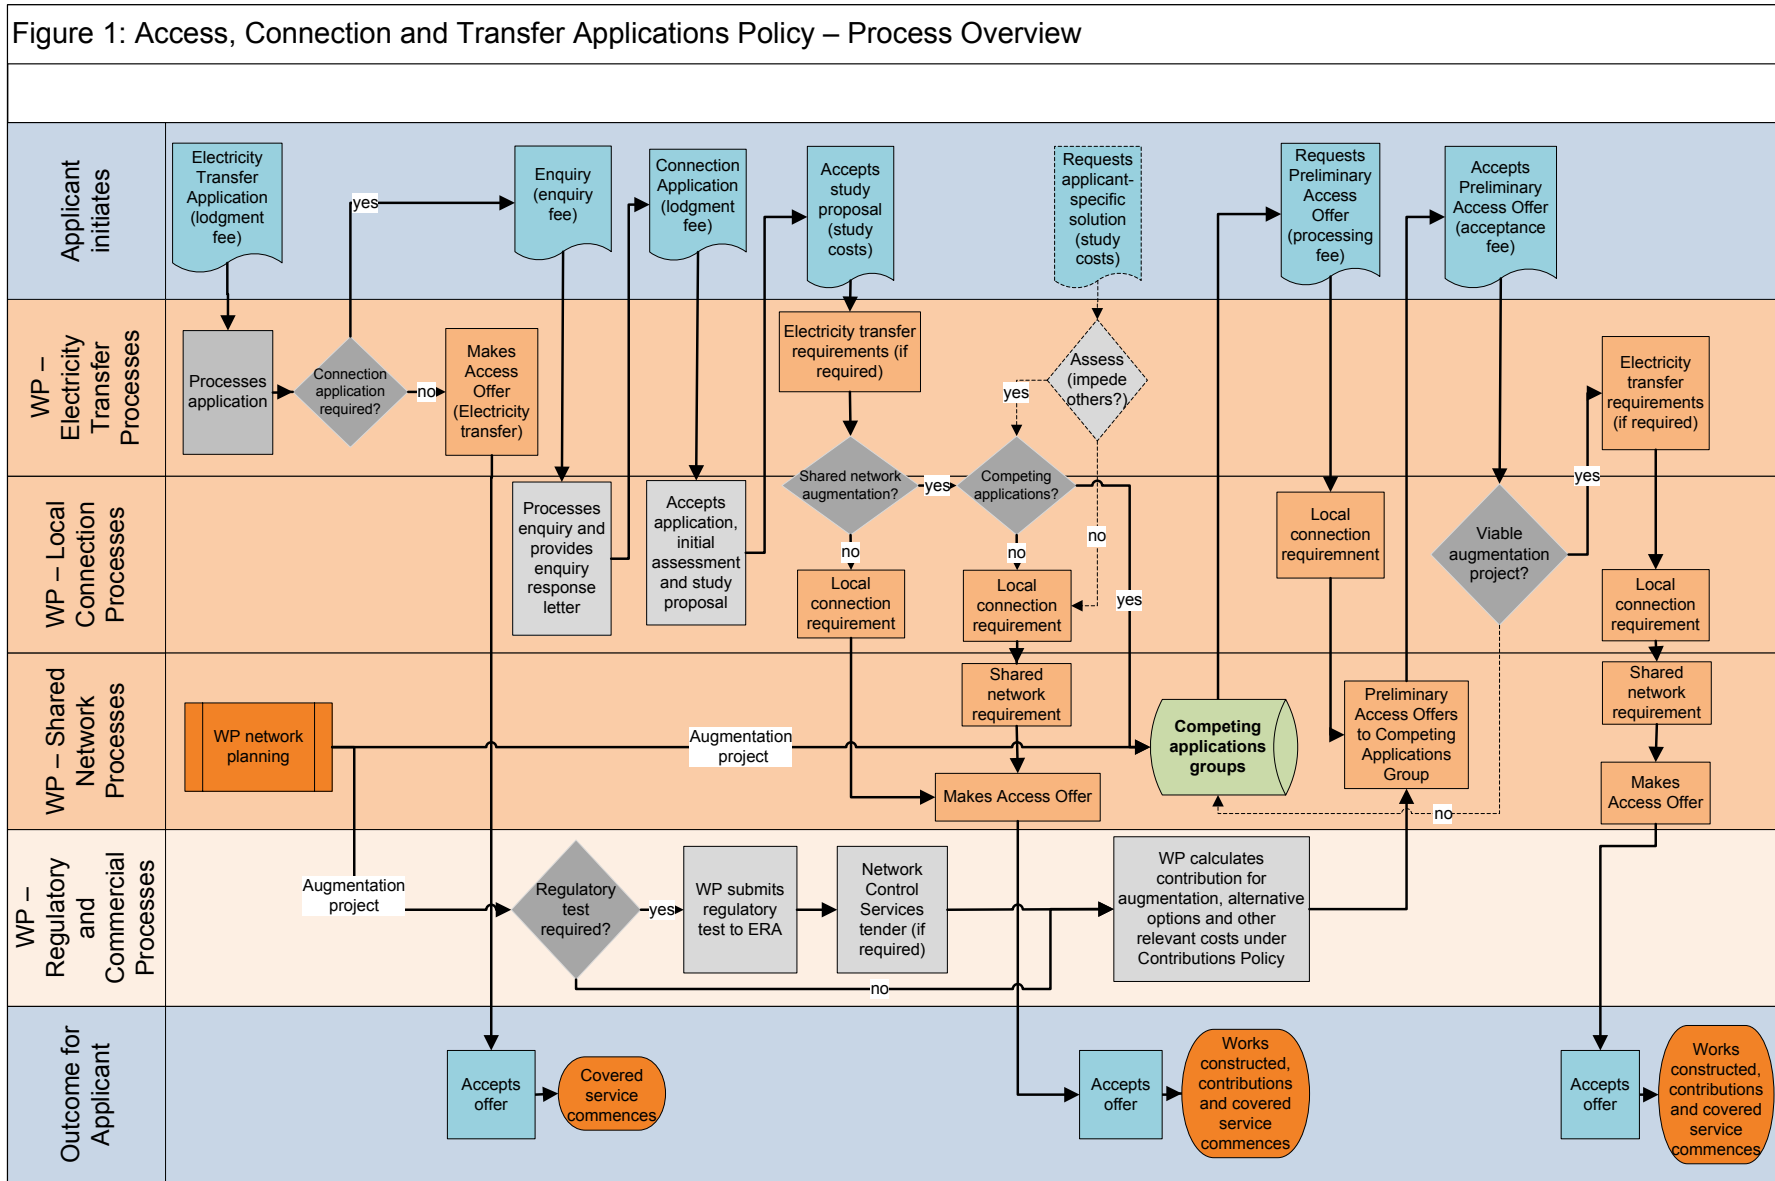 Figure 1: Access, Connection and Transfer Applications Policy – Process Overview
Applicant
initiates
Electricity
Transfer
Application
(lodgment
fee)
yes
Enquiry
(enquiry
fee)
Connection
Application
(lodgment
fee)
Accepts
study
proposal
(study
costs)
Requests
applicant-
specific
solution
(study
costs)
Requests
Preliminary
Access
Offer
(processing
fee)
Accepts
Preliminary
Access Offer
(acceptance
fee)
WP –
Electricity
Transfer
Processes
Processes
application
Connection
application
required?
no
Makes
Access
Offer
(Electricity
transfer)
Electricity transfer
requirements (if
required)
Assess
(impede
others?)
yes
no
Electricity
transfer
requirements
(if required)
Shared network
augmentation?
yes
Competing
applications?
yes
WP – Local
Connection
Processes
Processes
enquiry and
provides
enquiry
response
letter
Accepts
application,
initial
assessment
and study
proposal
no
Local
connection
requirement
no
Local
connection
requirement
yes
Local
connection
requiremnent
Viable
augmentation
project?
Local
connection
requirement
WP – Shared
Network
Processes
WP network
planning
Augmentation
project
Shared
network
requirement
Makes Access Offer
Competing
applications
groups
Preliminary
Access Offers
to Competing
Applications
Group
no
Shared
network
requirement
Makes
Access Offer
WP –
Regulatory
and
Commercial
Processes
Augmentation
project
Regulatory
test
required?
yes
WP submits
regulatory
test to ERA
Network
Control
Services
tender (if
required)
no
WP calculates
contribution for
augmentation, alternative
options and other
relevant costs under
Contributions Policy
Outcome for
Applicant
Accepts
offer
Covered
service
commences
Accepts
offer
Works
constructed,
contributions
and covered
service
commences
Accepts
offer
Works
constructed,
contributions
and covered
service
commences